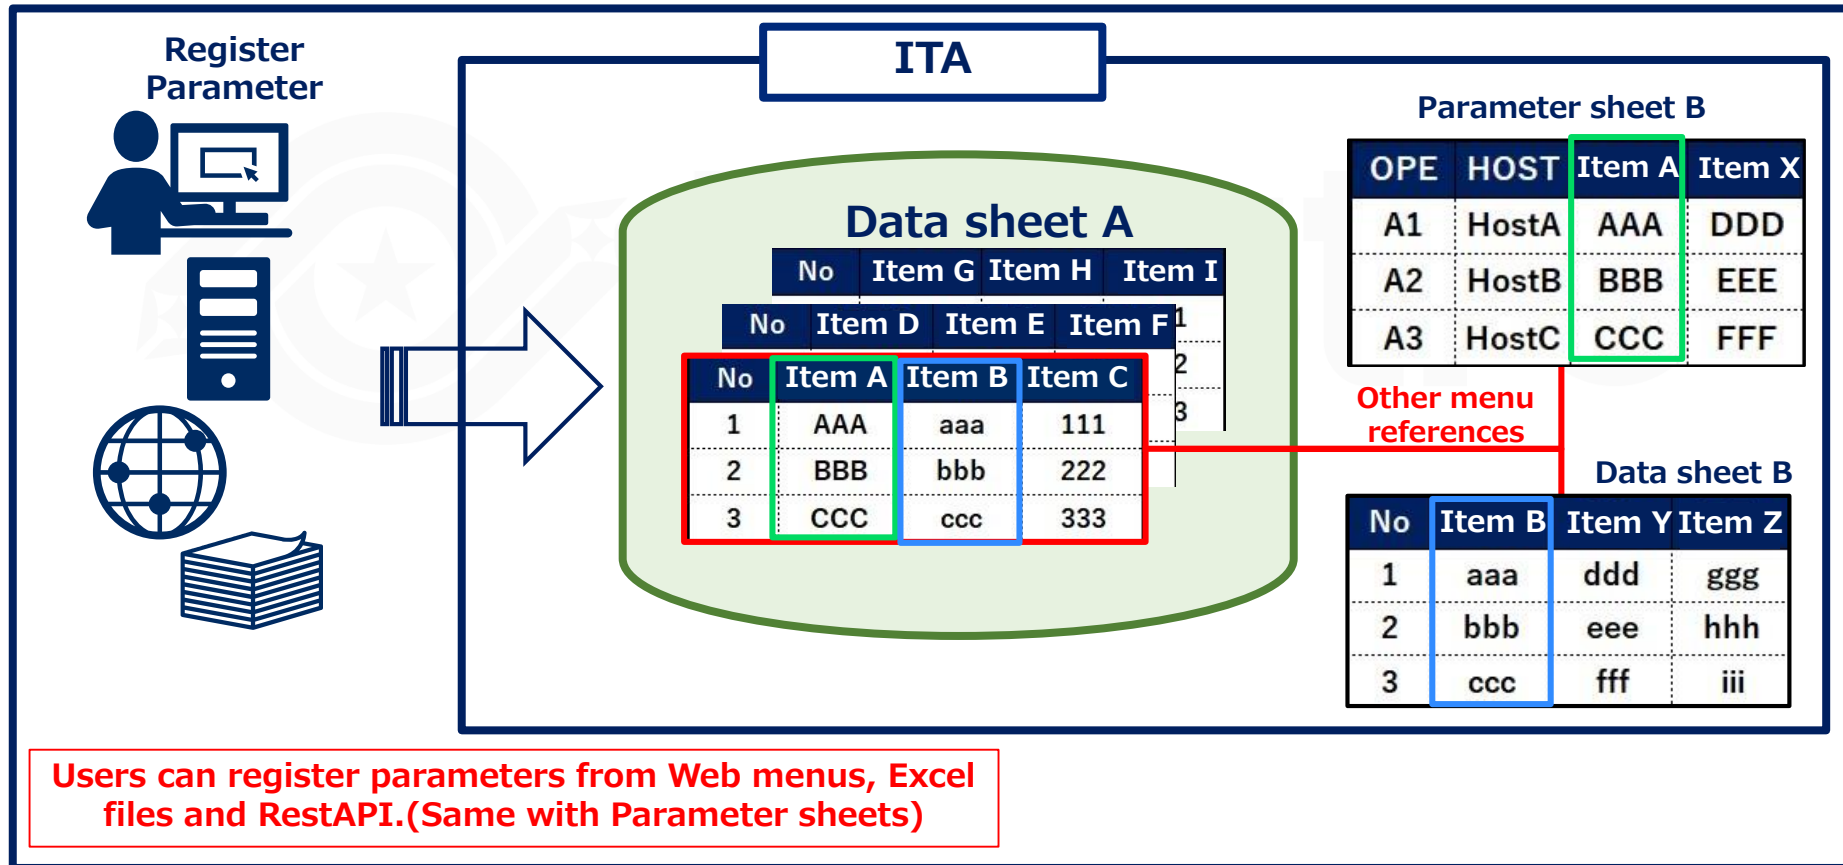 Register
Parameter
ITA
Data sheet A
No Item G Item H Item I
1
2
3
No Item D Item E Item F
No Item A Item B Item C
1 AAA aaa 111
2 BBB bbb 222
3 CCC ccc 333
Parameter sheet B
OPE HOST Item A Item X
A1 HostA AAA DDD
A2 HostB BBB EEE
A3 HostC CCC FFF
Other menu
references
Data sheet B
No Item B Item Y Item Z
1 aaa ddd ggg
2 bbb eee hhh
3 ccc fff iii
Users can register parameters from Web menus, Excel
files and RestAPI.(Same with Parameter sheets)